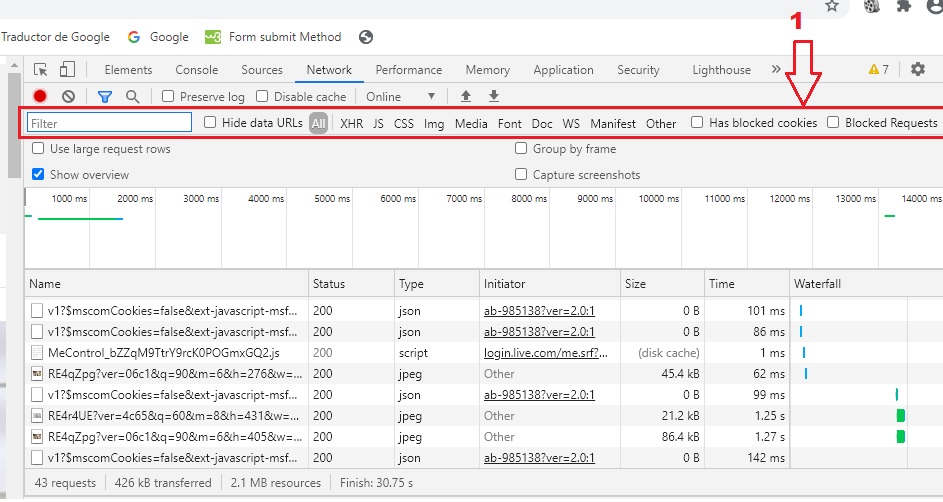 1
Traductor de Google Google Form submit Method
Elements Console Sources Network Performance Memory Application Security Lighthouse » 7
Preserve log Disable cache Online
Filter Hide data URLs All XHR JS CSS Img Media Font Doc WS Manifest Other Has blocked cookies Blocked Requests
Use large request rows Group by frame
Show overview Capture screenshots
1000 ms 2000 ms 3000 ms 4000 ms 5000 ms 6000 ms 7000 ms 8000 ms 9000 ms 10000 ms 11000 ms 12000 ms 13000 ms 14000 ms
Name Status Type Initiator Size Time Waterfall
v1?$mscomCookies=false&ext-javascript-msf... 200 json ab-985138?ver=2.0:1 0 B 101 ms
v1?$mscomCookies=false&ext-javascript-msf... 200 json ab-985138?ver=2.0:1 0 B 86 ms
MeControl_bZZqM9TtrY9rcK0POGmxGQ2.js 200 script login.live.com/me.srf?... (disk cache) 1 ms
RE4qZpg?ver=06c1&q=90&m=6&h=276&w=... 200 jpeg Other 45.4 kB 62 ms
v1?$mscomCookies=false&ext-javascript-msf... 200 json ab-985138?ver=2.0:1 0 B 99 ms
RE4r4UE?ver=4c65&q=60&m=8&h=431&w=... 200 jpeg Other 21.2 kB 1.25 s
RE4qZpg?ver=06c1&q=90&m=6&h=405&w=... 200 jpeg Other 86.4 kB 1.27 s
v1?$mscomCookies=false&ext-javascript-msf... 200 json ab-985138?ver=2.0:1 0 B 142 ms
43 requests 426 kB transferred 2.1 MB resources Finish: 30.75 s